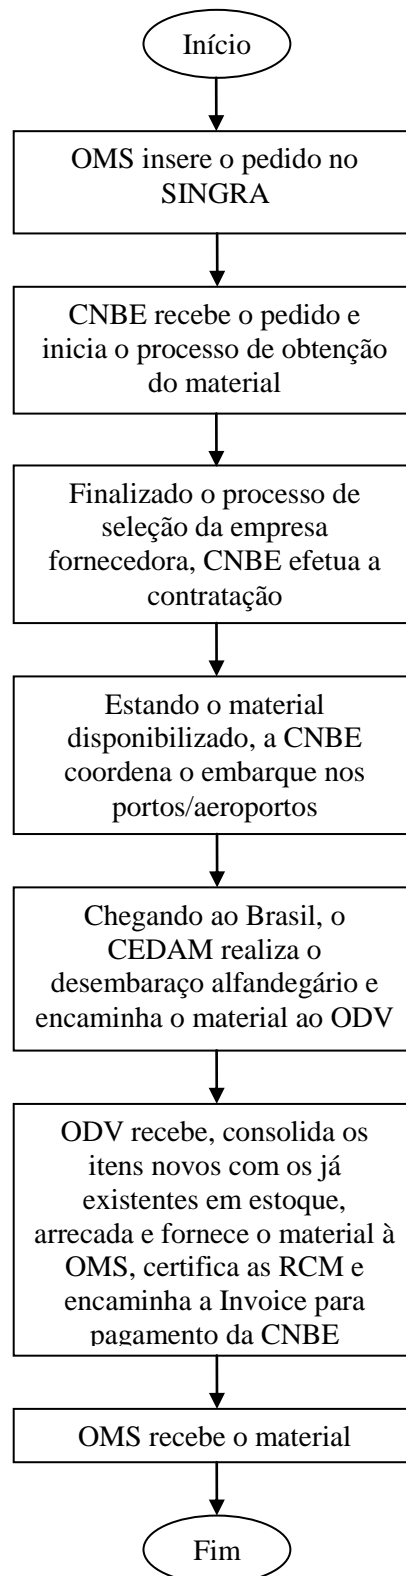 Início
OMS insere o pedido no
SINGRA
CNBE recebe o pedido e
inicia o processo de obtenção
do material
Finalizado o processo de
seleção da empresa
fornecedora, CNBE efetua a
contratação
Estando o material
disponibilizado, a CNBE
coordena o embarque nos
portos/aeroportos
Chegando ao Brasil, o
CEDAM realiza o
desembaraço alfandegário e
encaminha o material ao ODV
ODV recebe, consolida os
itens novos com os já
existentes em estoque,
arrecada e fornece o material à
OMS, certifica as RCM e
encaminha a Invoice para
pagamento da CNBE
OMS recebe o material
Fim